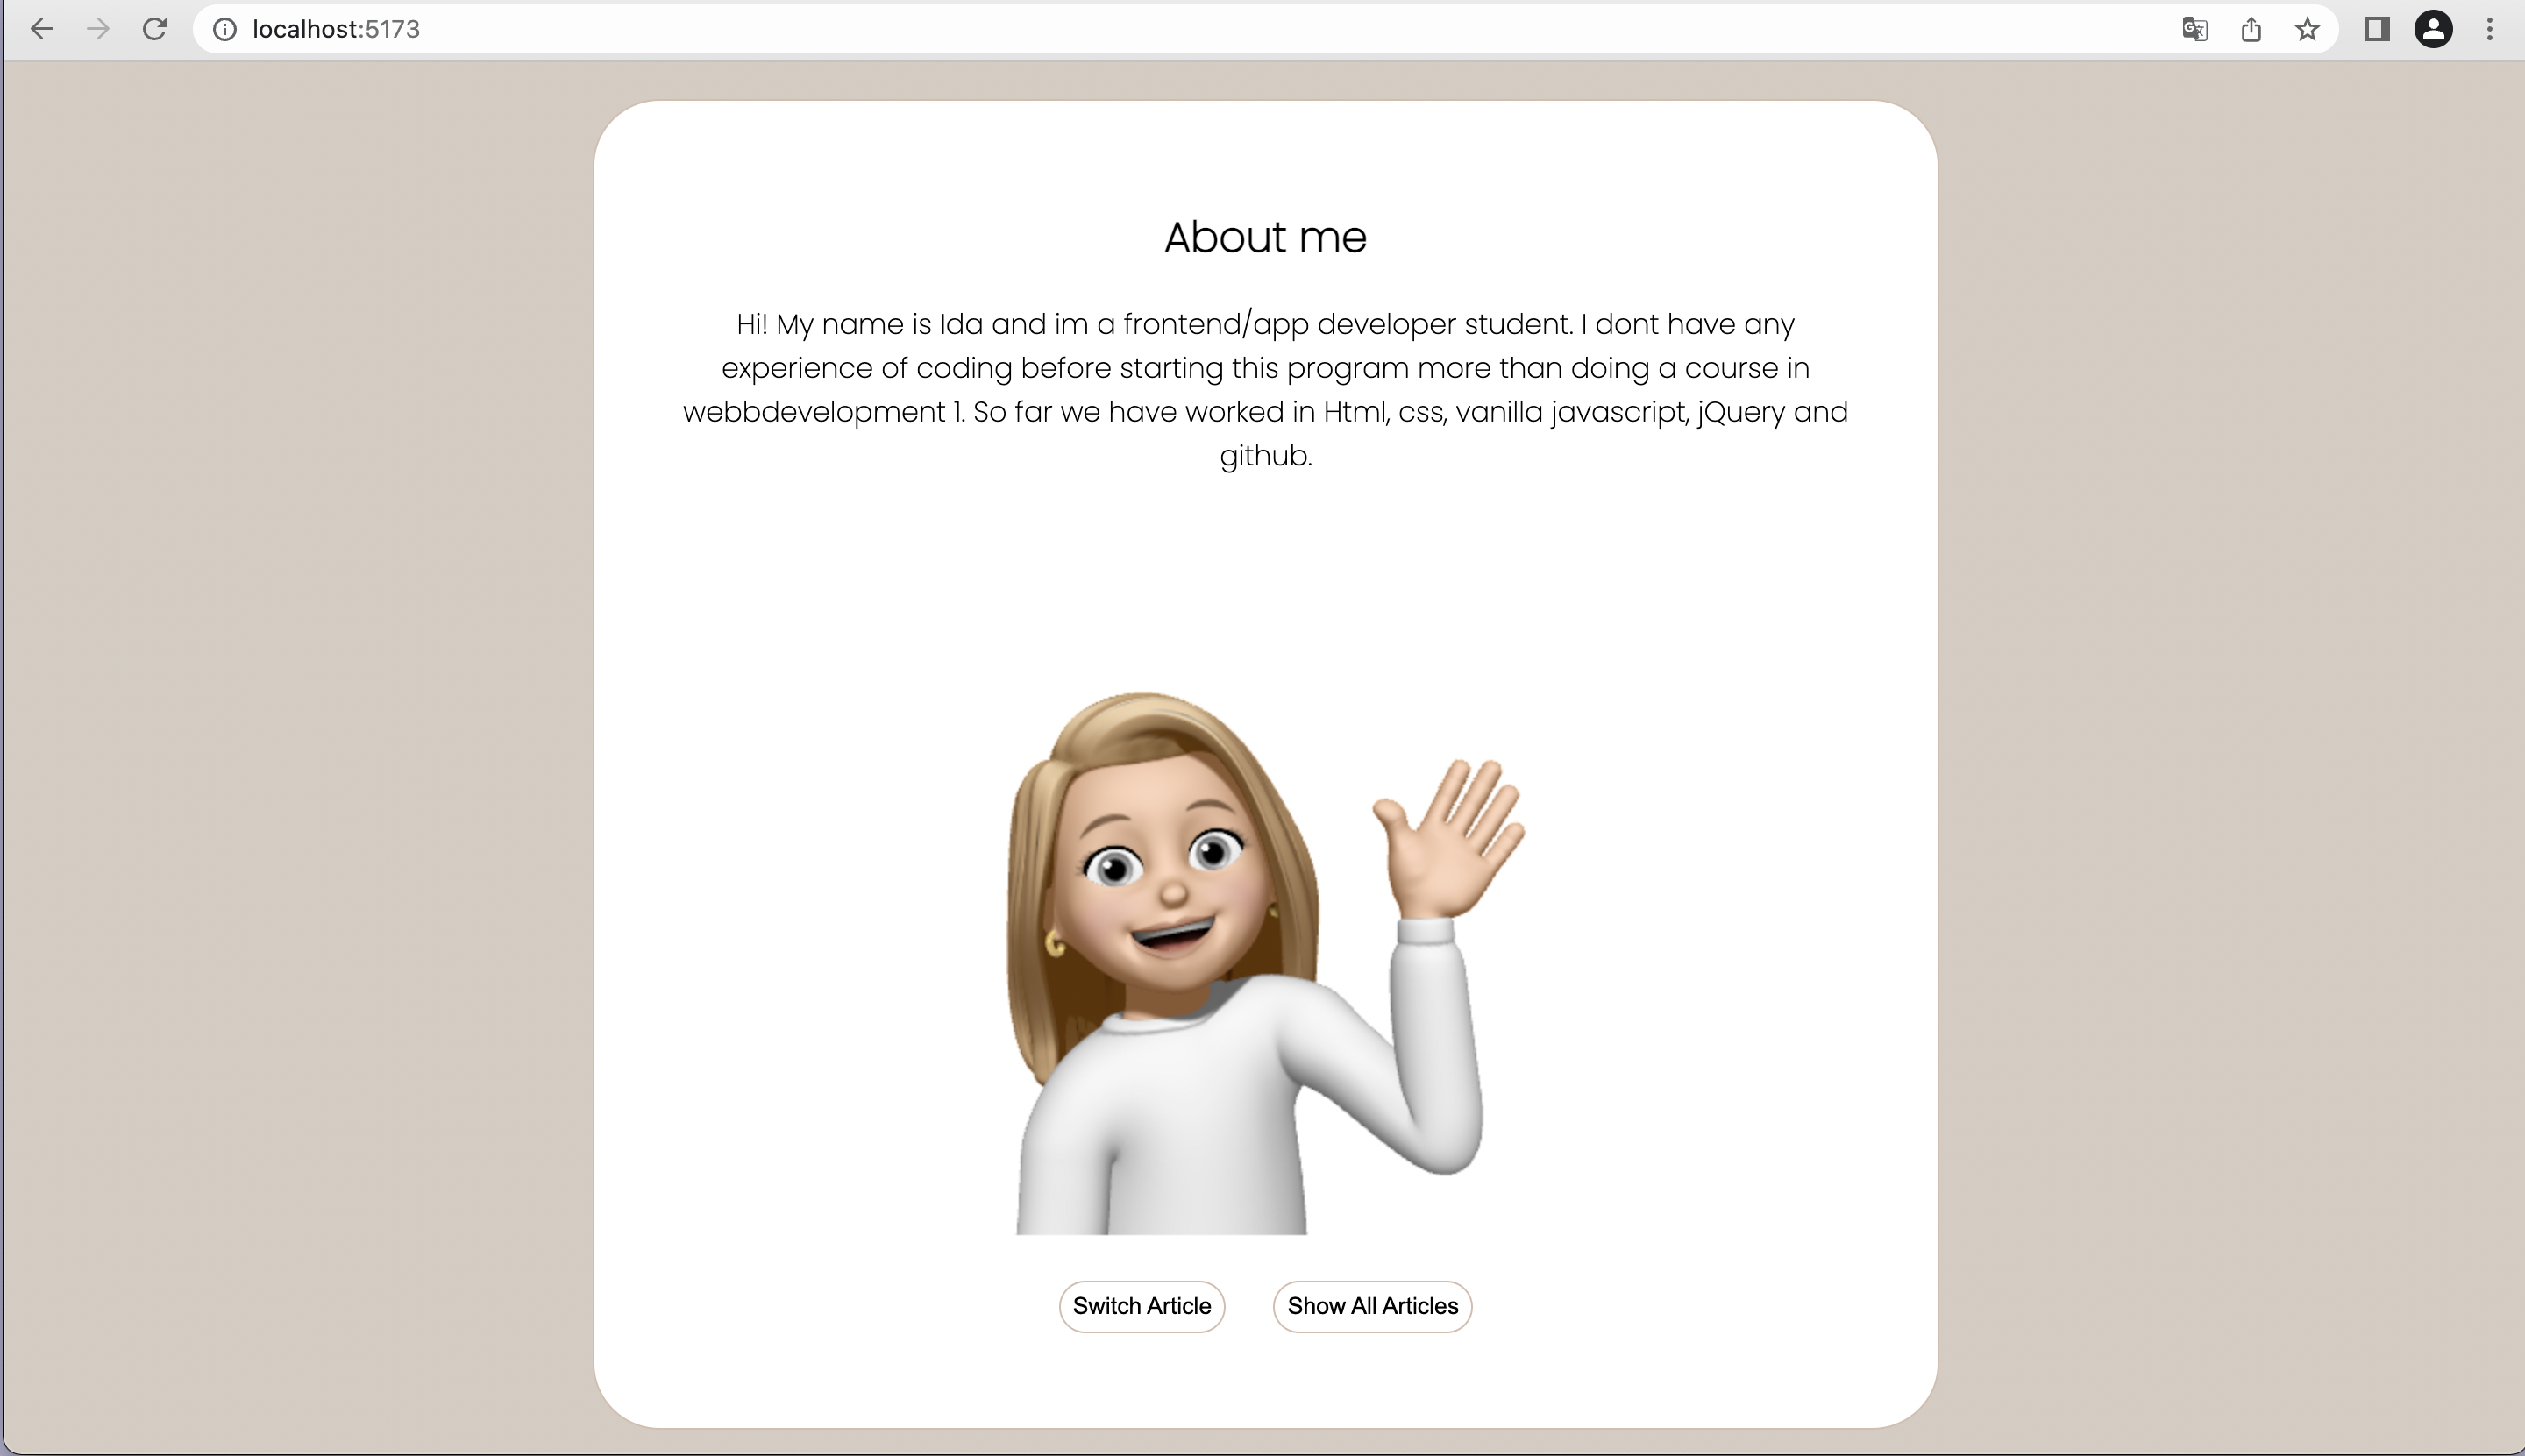 localhost:5173
About me
Hi! My name is Ida and im a frontend/app developer student. I dont have any
experience of coding before starting this program more than doing a course in
webbdevelopment 1. So far we have worked in Html, css, vanilla javascript, jQuery and
github.
Switch Article
Show All Articles